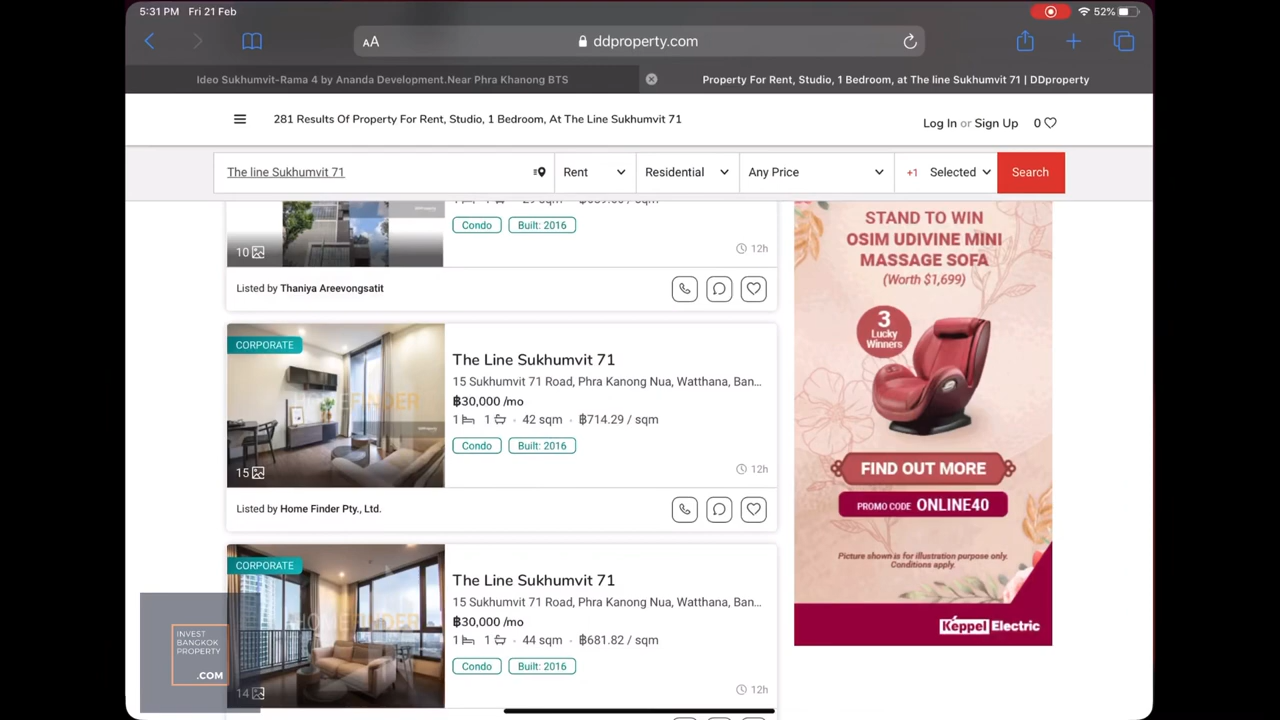 5:31 PM Fri 21 Feb
52%
AA
ddproperty.com
Ideo Sukhumvit-Rama 4 by Ananda Development.Near Phra Khanong BTS
Property For Rent, Studio, 1 Bedroom, at The line Sukhumvit 71 | DDproperty
281 Results Of Property For Rent, Studio, 1 Bedroom, At The Line Sukhumvit 71
Log In or Sign Up 0
The line Sukhumvit 71
Rent
Residential
Any Price
+1 Selected
Search
Condo
Built: 2016
10
12h
Listed by Thaniya Areevongsatit
CORPORATE
The Line Sukhumvit 71
15 Sukhumvit 71 Road, Phra Kanong Nua, Watthana, Ban...
฿30,000 /mo
1 1 · 42 sqm · ฿714.29 / sqm
Condo
Built: 2016
15
12h
Listed by Home Finder Pty., Ltd.
CORPORATE
The Line Sukhumvit 71
15 Sukhumvit 71 Road, Phra Kanong Nua, Watthana, Ban...
฿30,000 /mo
1 1 · 44 sqm · ฿681.82 / sqm
Condo
Built: 2016
14
12h
STAND TO WIN
OSIM UDIVINE MINI
MASSAGE SOFA
(Worth $1,699)
3
Lucky
Winners
FIND OUT MORE
PROMO CODE ONLINE40
Picture shown is for illustration purpose only.
Conditions apply.
Keppel Electric
INVEST
BANGKOK
PROPERTY
.COM